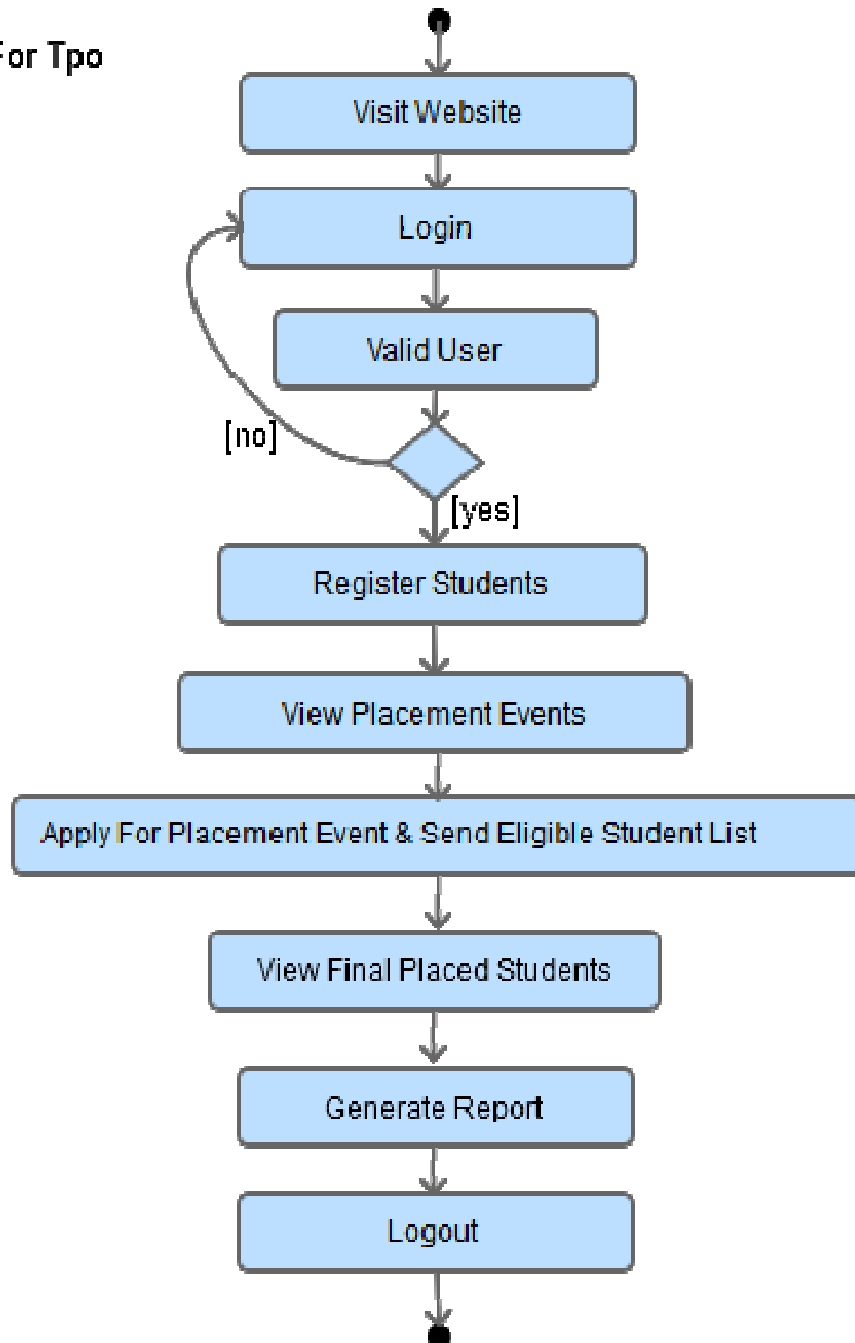 For Tpo
Visit Website
Login
Valid User
[no]
[yes]
Register Students
View Placement Events
Apply For Placement Event & Send Eligible Student List
View Final Placed Students
Generate Report
Logout